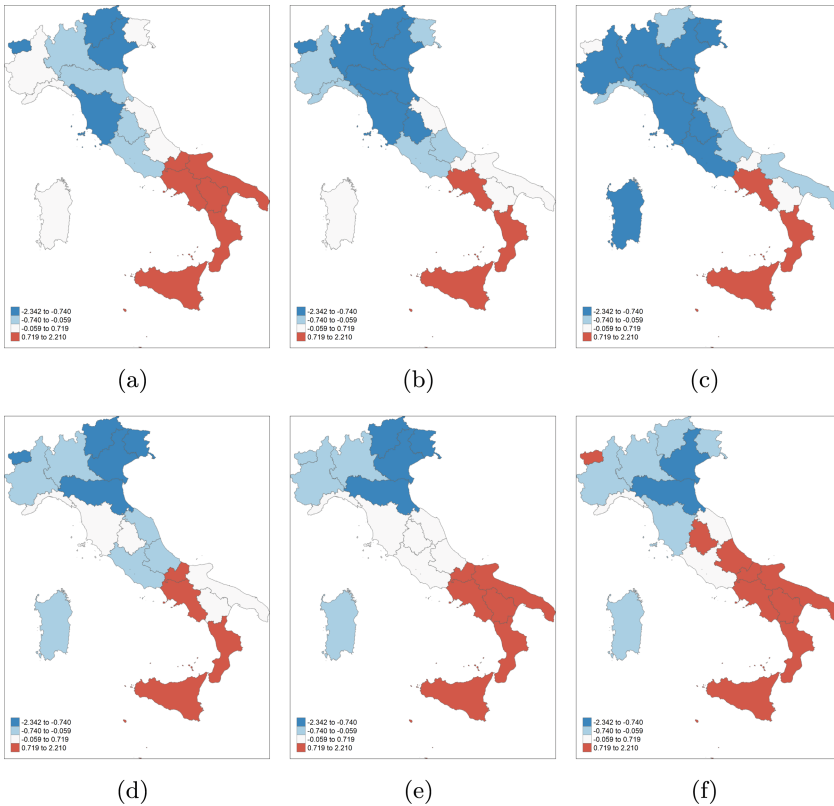 -2.342 to -0.740
-0.740 to -0.059
-0.059 to 0.719
0.719 to 2.210
-2.342 to -0.740
-0.740 to -0.059
-0.059 to 0.719
0.719 to 2.210
-2.342 to -0.740
-0.740 to -0.059
-0.059 to 0.719
0.719 to 2.210
(a)
(b)
(c)
-2.342 to -0.740
-0.740 to -0.059
-0.059 to 0.719
0.719 to 2.210
-2.342 to -0.740
-0.740 to -0.059
-0.059 to 0.719
0.719 to 2.210
-2.342 to -0.740
-0.740 to -0.059
-0.059 to 0.719
0.719 to 2.210
(d)
(e)
(f)